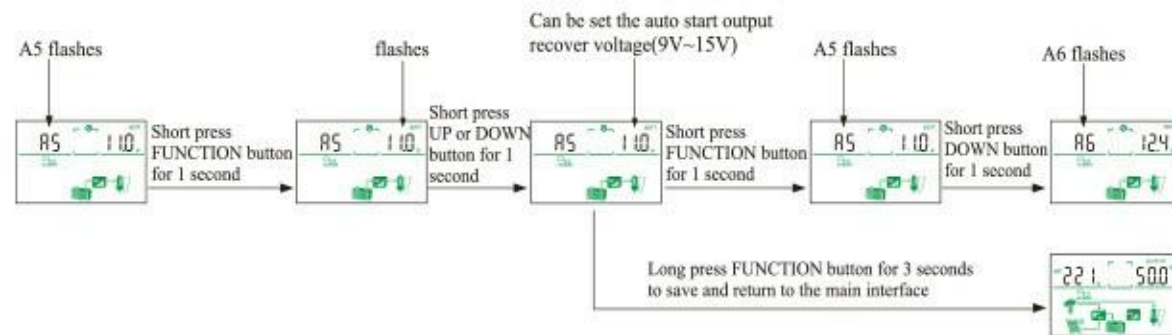 Can be set the auto start output
recover voltage(9V~15V)
A5 flashes
flashes
A5 flashes
A6 flashes
A5 11.0
Short press
FUNCTION button
for 1 second
A5 11.0
Short press
UP or DOWN
button for 1
second
A5 11.0
Short press
FUNCTION button
for 1 second
A5 11.0
Short press
DOWN button
for 1 second
A6 12.4
Long press FUNCTION button for 3 seconds
to save and return to the main interface
221. 50.0